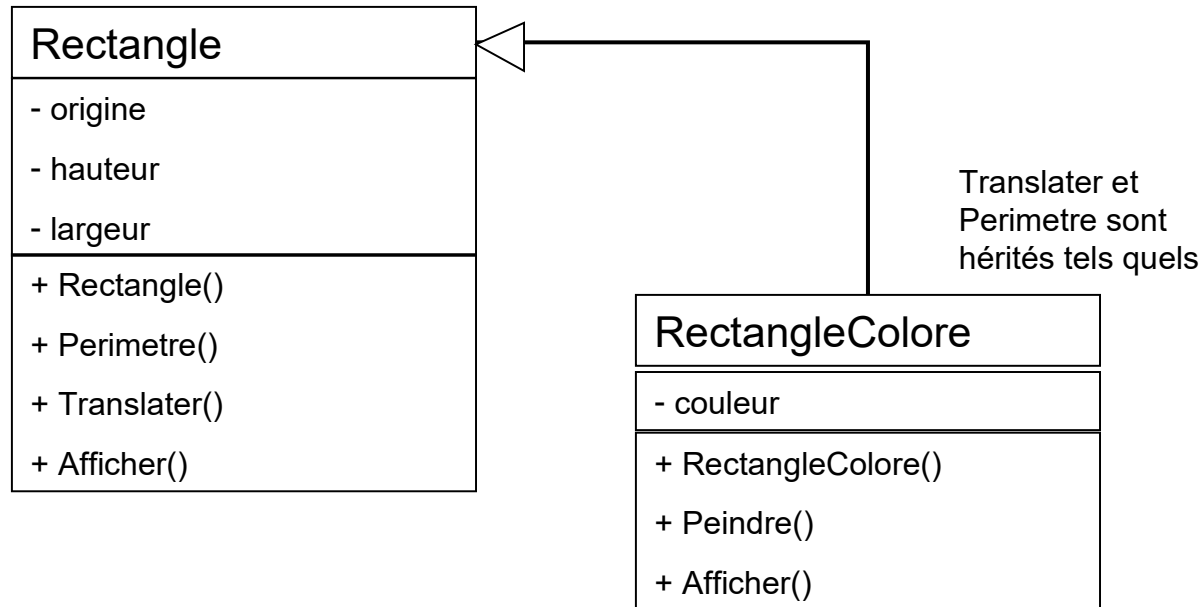 Rectangle
- origine
- hauteur
- largeur
+ Rectangle()
+ Perimetre()
+ Translater()
+ Afficher()
Translater et
Perimetre sont
hérités tels quels
RectangleColore
- couleur
+ RectangleColore()
+ Peindre()
+ Afficher()